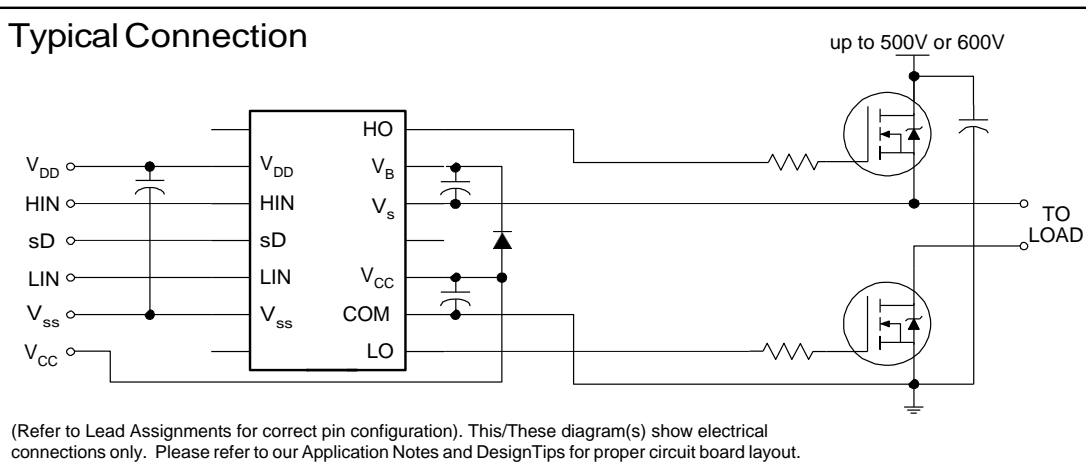 Typical Connection
up to 500V or 600V
HO
V_DD
V_DD
V_B
HIN
HIN
V_s
TO
LOAD
sD
sD
LIN
LIN
V_CC
V_ss
V_ss
COM
V_CC
LO
(Refer to Lead Assignments for correct pin configuration). This/These diagram(s) show electrical
connections only. Please refer to our Application Notes and DesignTips for proper circuit board layout.